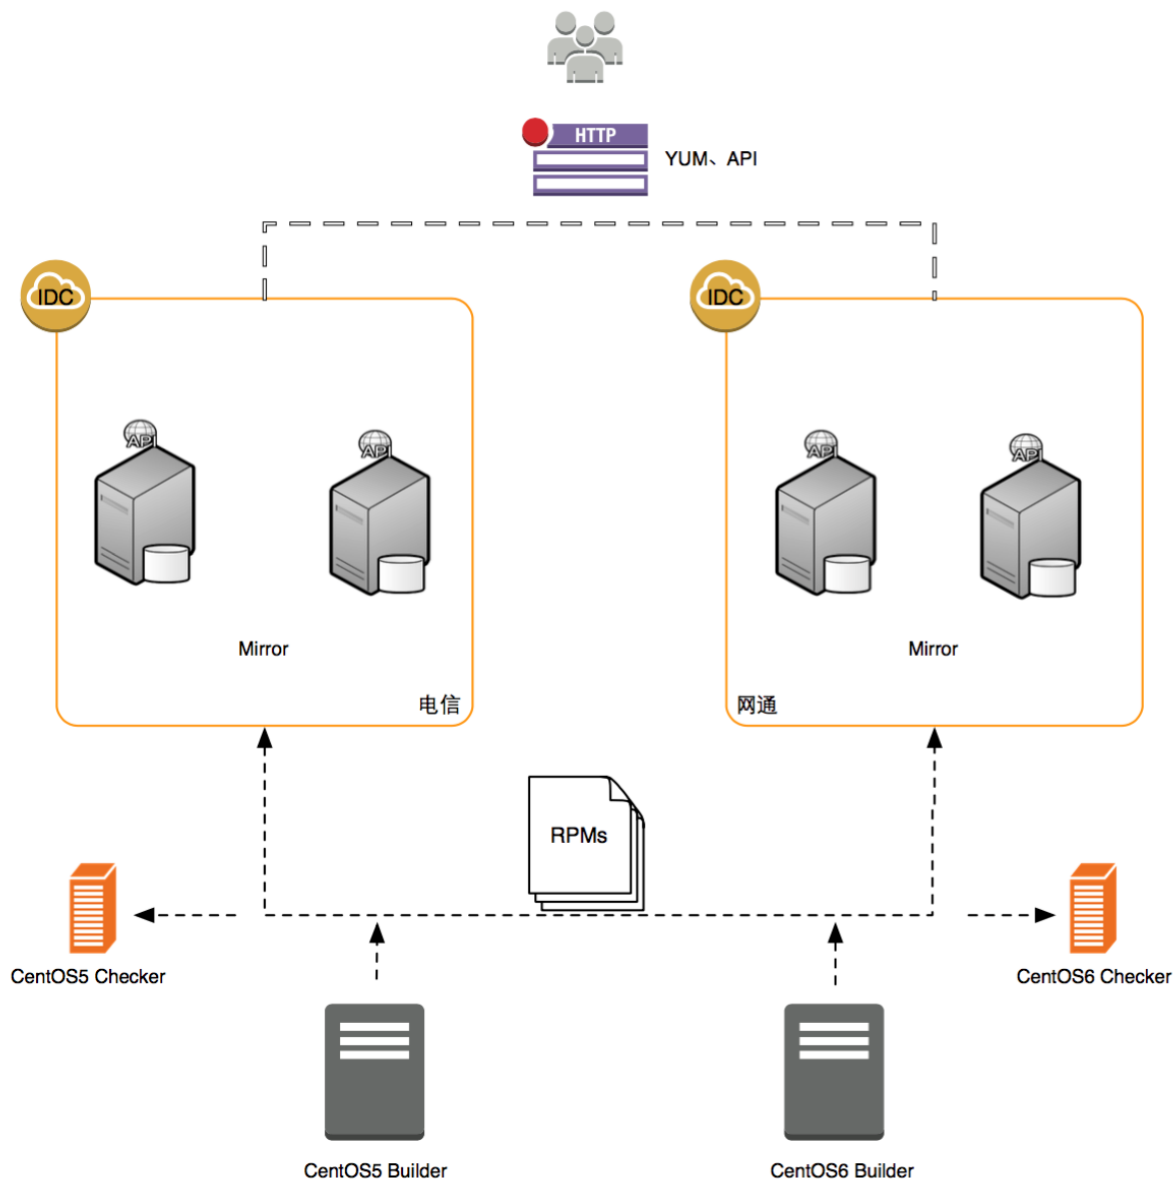 HTTP
YUM、API
IDC
IDC
API
API
API
API
Mirror
Mirror
电信
网通
RPMs
CentOS5 Checker
CentOS6 Checker
CentOS5 Builder
CentOS6 Builder